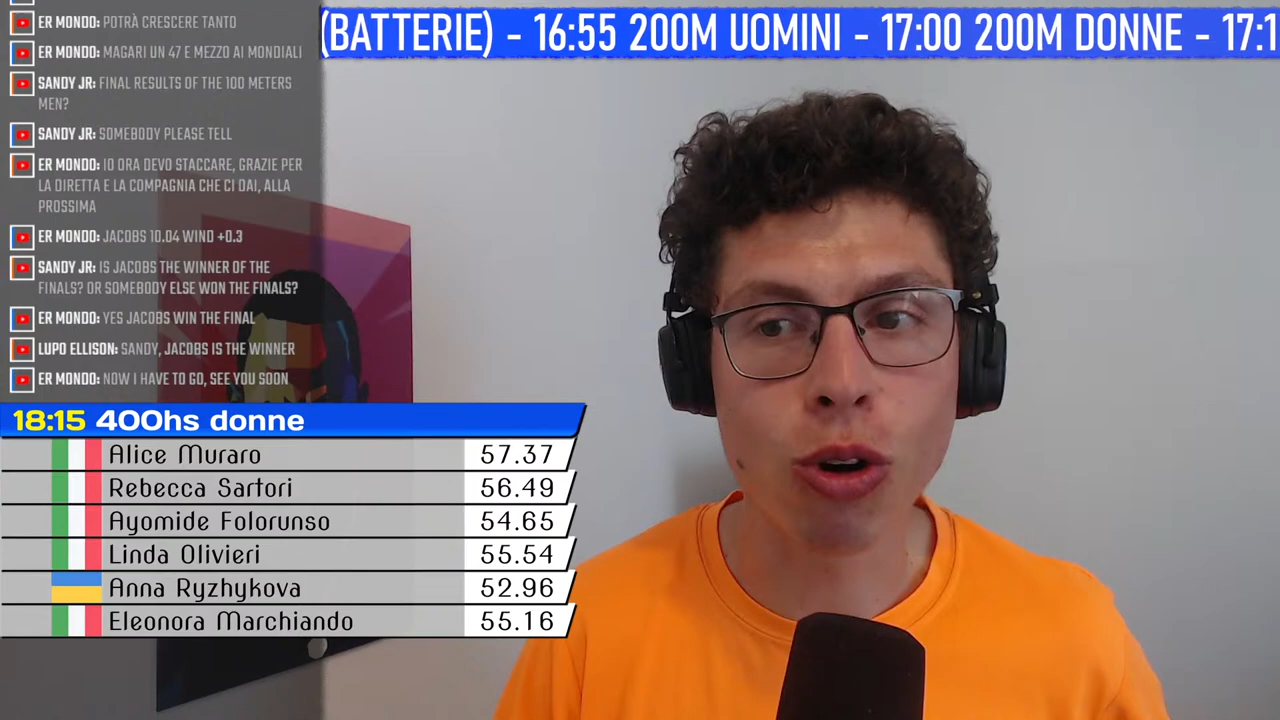 (BATTERIE) - 16:55 200M UOMINI - 17:00 200M DONNE - 17:1
ER MONDO: POTRÀ CRESCERE TANTO
ER MONDO: MAGARI UN 47 E MEZZO AI MONDIALI
SANDY JR: FINAL RESULTS OF THE 100 METERS
MEN?
SANDY JR: SOMEBODY PLEASE TELL
ER MONDO: IO ORA DEVO STACCARE, GRAZIE PER
LA DIRETTA E LA COMPAGNIA CHE CI DAI, ALLA
PROSSIMA
ER MONDO: JACOBS 10.04 WIND +0.3
SANDY JR: IS JACOBS THE WINNER OF THE
FINALS? OR SOMEBODY ELSE WON THE FINALS?
ER MONDO: YES JACOBS WIN THE FINAL
LUPO ELLISON: SANDY, JACOBS IS THE WINNER
ER MONDO: NOW I HAVE TO GO, SEE YOU SOON
18:15 400hs donne
Alice Muraro 57.37
Rebecca Sartori 56.49
Ayomide Folorunso 54.65
Linda Olivieri 55.54
Anna Ryzhykova 52.96
Eleonora Marchiando 55.16